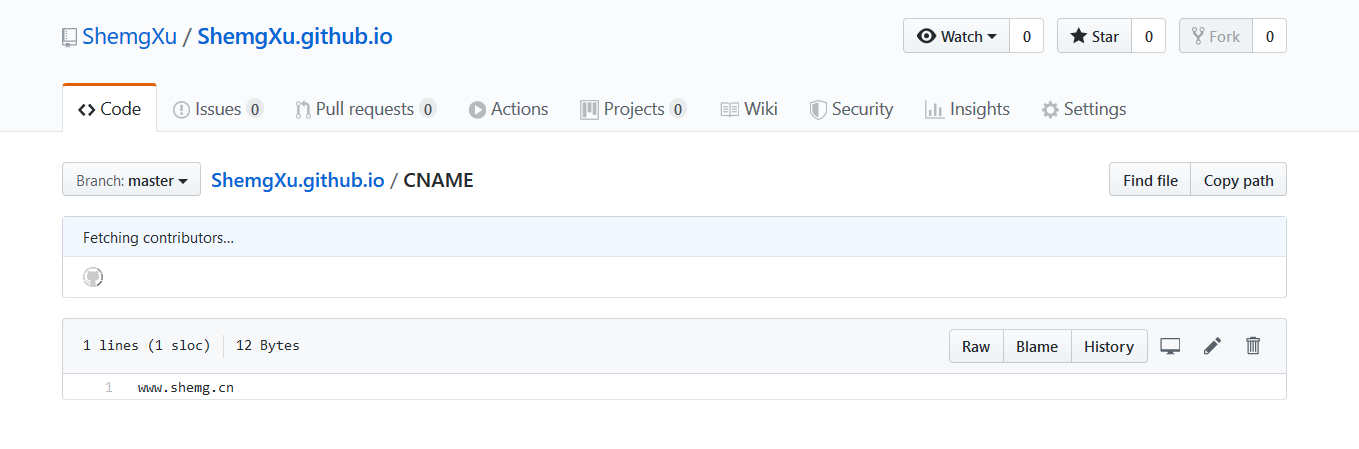 ShemgXu / ShemgXu.github.io Watch 0 Star 0 Fork 0
Code Issues 0 Pull requests 0 Actions Projects 0 Wiki Security Insights Settings
Branch: master ShemgXu.github.io / CNAME Find file Copy path
Fetching contributors…
1 lines (1 sloc) 12 Bytes Raw Blame History
1 www.shemg.cn